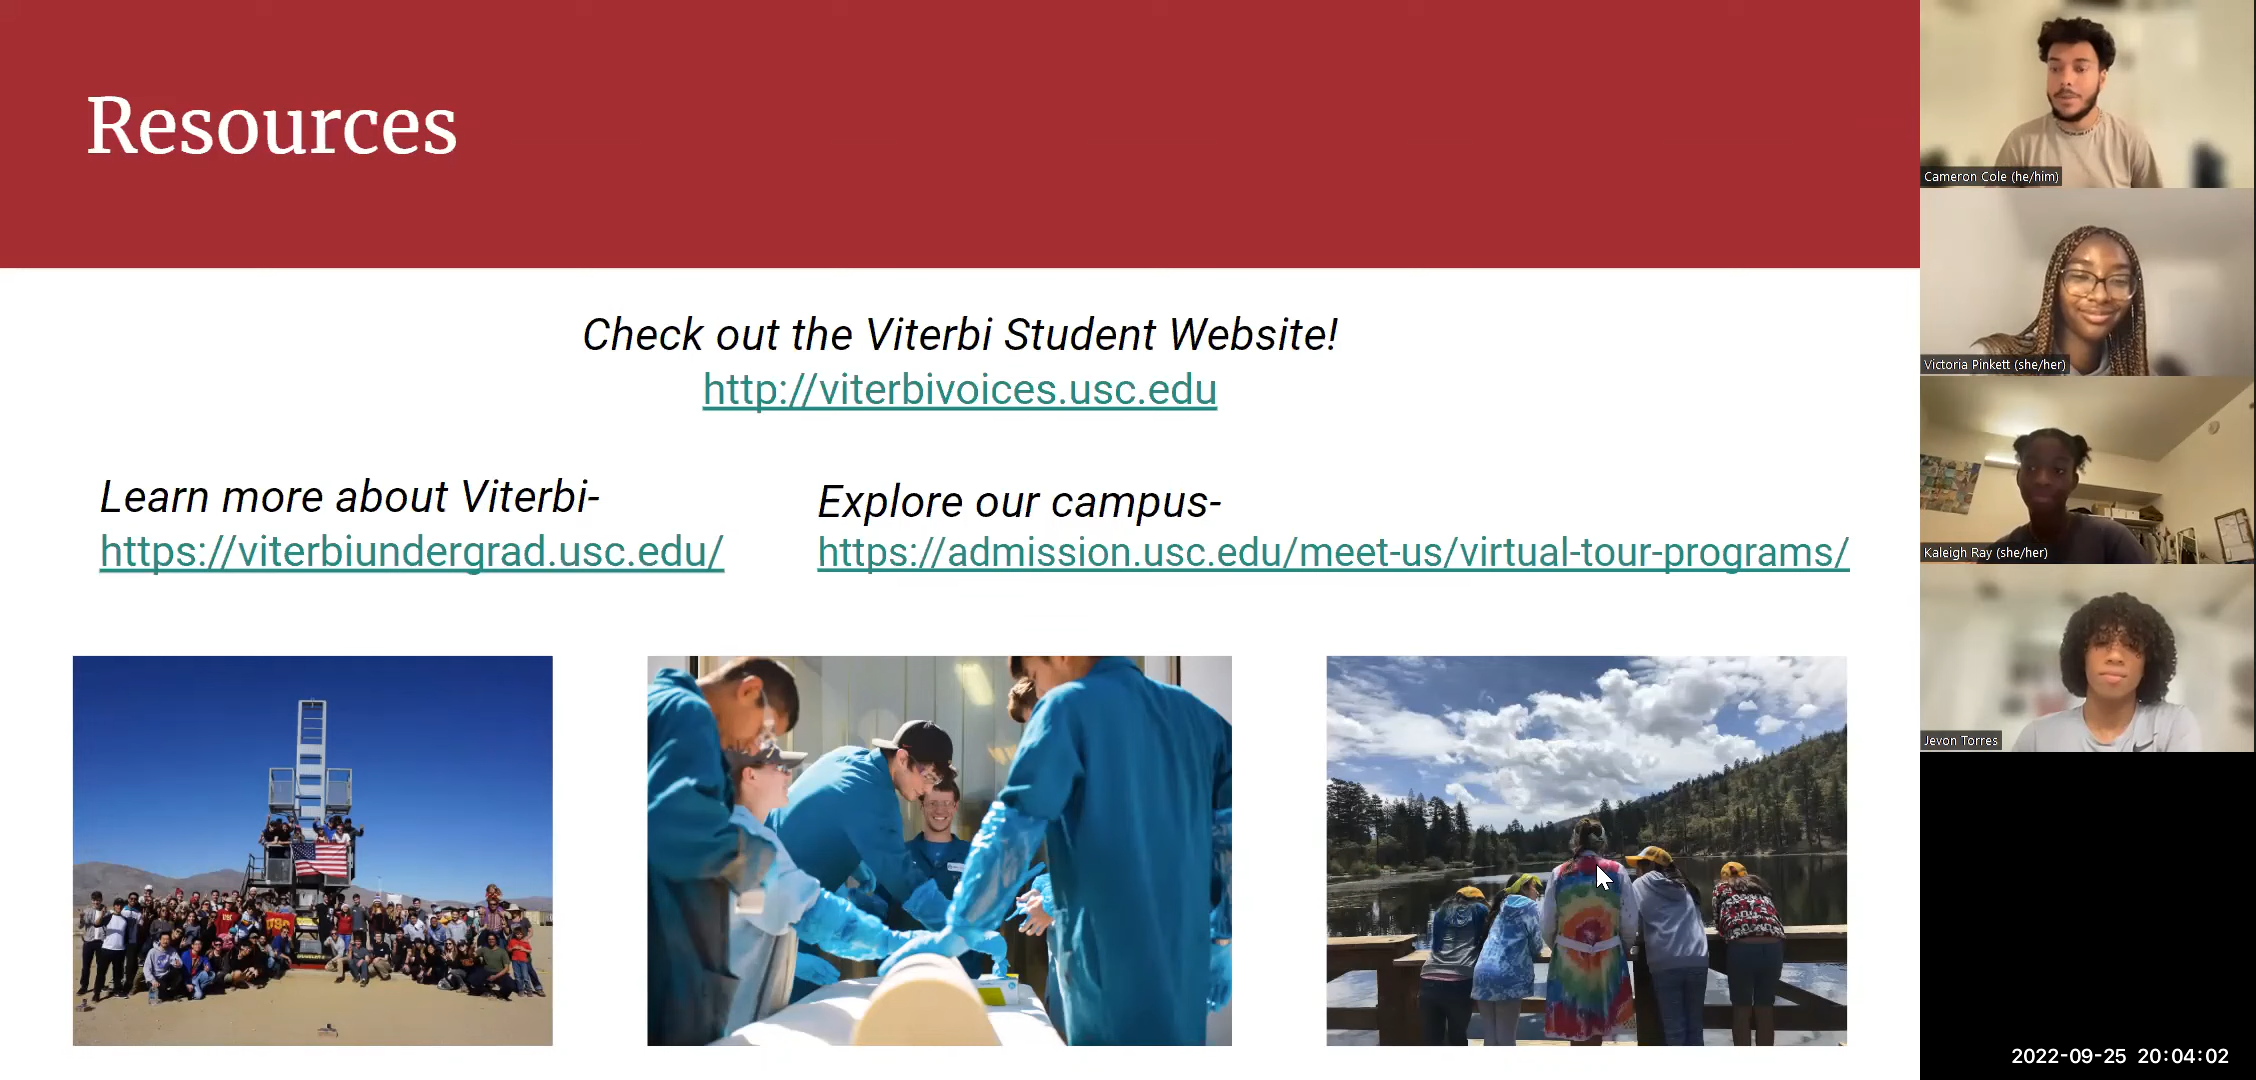 Resources
Check out the Viterbi Student Website!
http://viterbivoices.usc.edu
Learn more about Viterbi-
https://viterbiundergrad.usc.edu/
Explore our campus-
https://admission.usc.edu/meet-us/virtual-tour-programs/
Cameron Cole (he/him)
Victoria Pinkett (she/her)
Kaleigh Ray (she/her)
Jevon Torres
2022-09-25 20:04:02